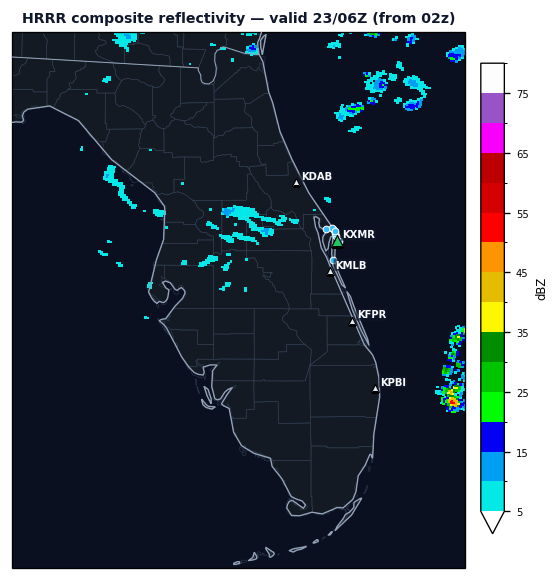 HRRR composite reflectivity — valid 23/06Z (from 02z)
KDAB
KXMR
KMLB
KFPR
KPBI
75
65
55
45
35
25
15
5
dBZ